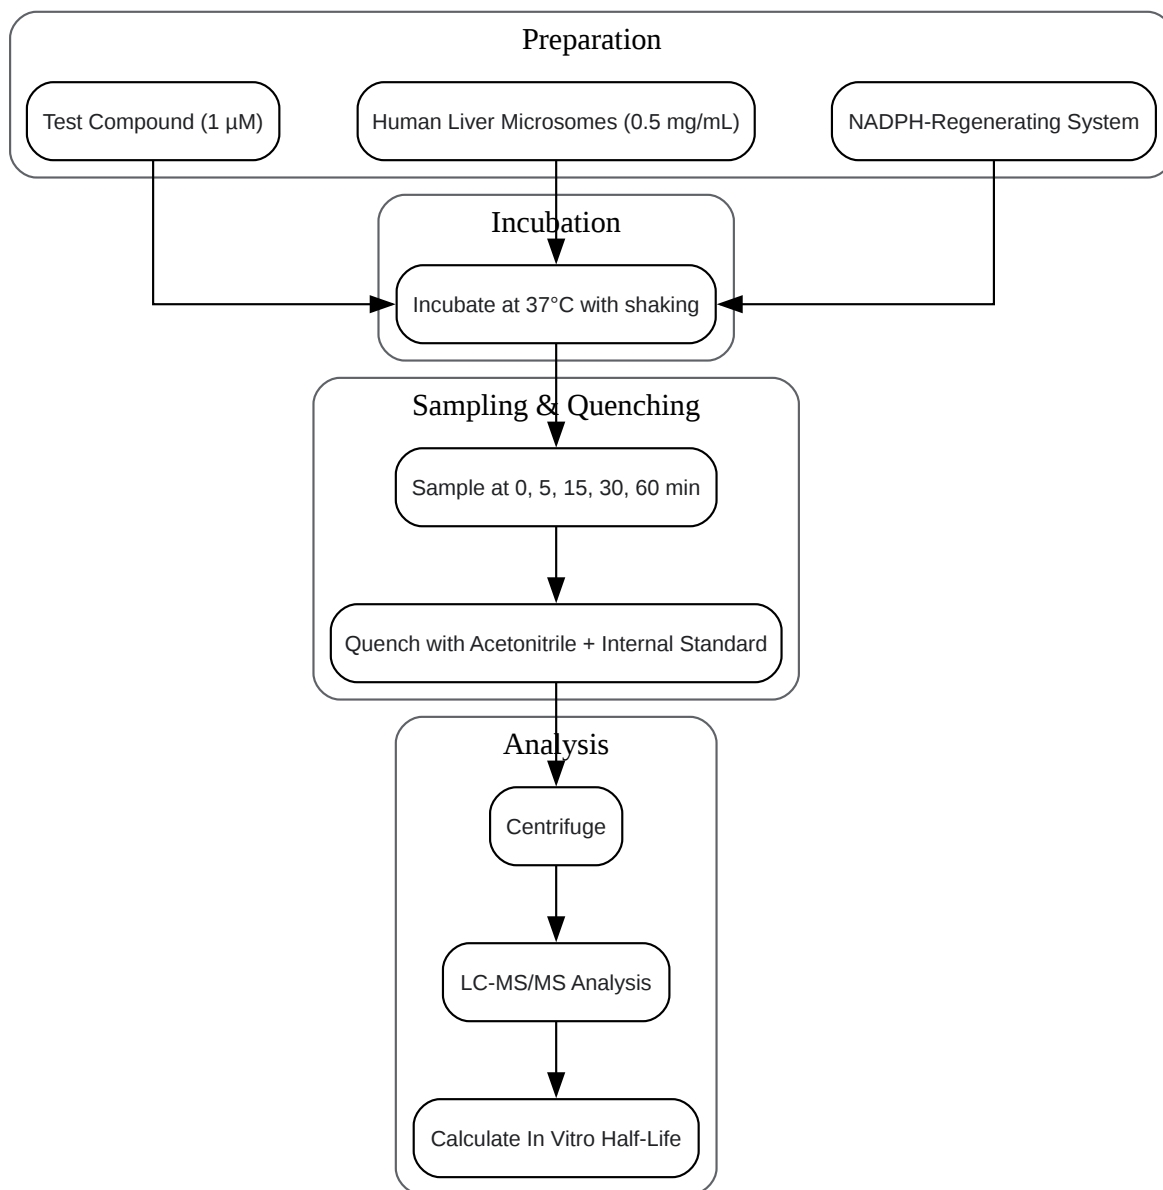 Preparation
Test Compound (1 µM)
Human Liver Microsomes (0.5 mg/mL)
NADPH-Regenerating System
Incubation
Incubate at 37°C with shaking
Sampling & Quenching
Sample at 0, 5, 15, 30, 60 min
Quench with Acetonitrile + Internal Standard
Analysis
Centrifuge
LC-MS/MS Analysis
Calculate In Vitro Half-Life